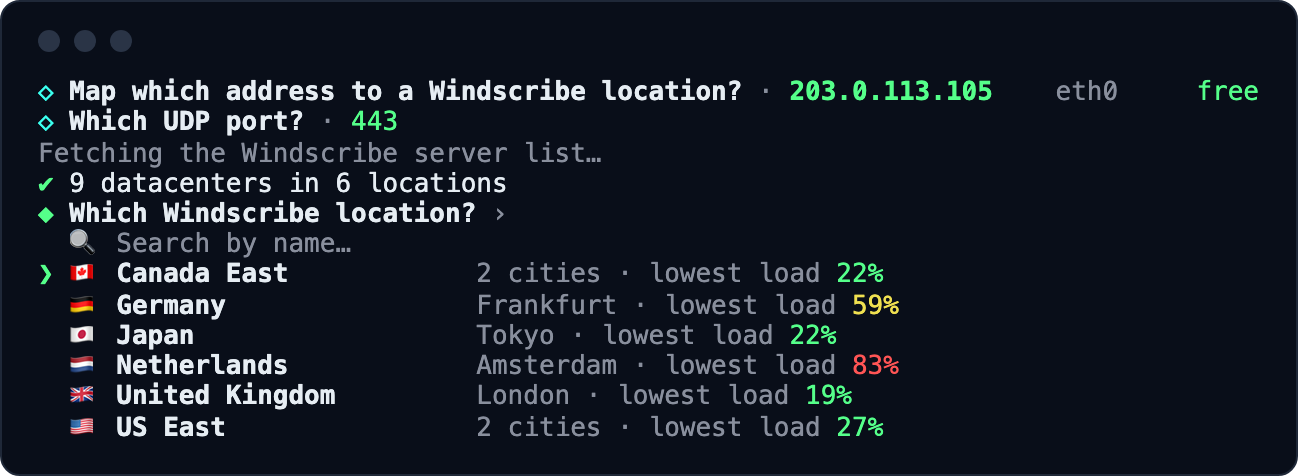 ◇ Map which address to a Windscribe location? · 203.0.113.105 eth0 free
◇ Which UDP port? · 443
Fetching the Windscribe server list…
✔ 9 datacenters in 6 locations
◆ Which Windscribe location? ›
🔍 Search by name…
❯ 🇨🇦 Canada East 2 cities · lowest load 22%
🇩🇪 Germany Frankfurt · lowest load 59%
🇯🇵 Japan Tokyo · lowest load 22%
🇳🇱 Netherlands Amsterdam · lowest load 83%
🇬🇧 United Kingdom London · lowest load 19%
🇺🇸 US East 2 cities · lowest load 27%